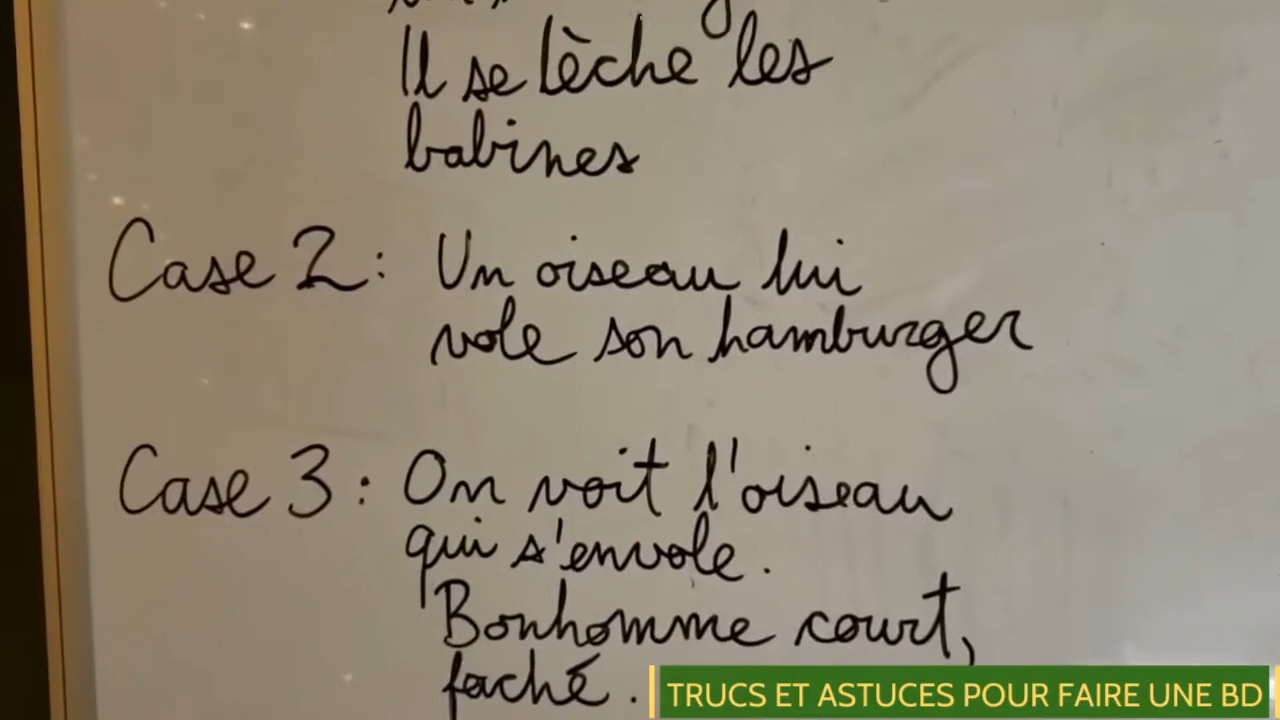 Il se lèche les
babines
Case 2: Un oiseau lui
vole son hamburger
Case 3: On voit l'oiseau
qui s'envole.
Bonhomme court,
faché.
TRUCS ET ASTUCES POUR FAIRE UNE BD